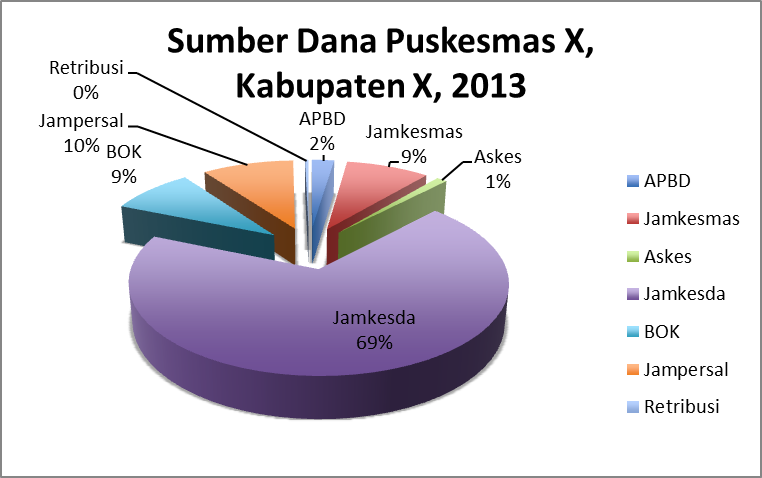 Sumber Dana Puskesmas X,
Kabupaten X, 2013
Retribusi
0%
APBD
2%
Jampersal
10%
Jamkesmas
9%
BOK
9%
Askes
1%
Jamkesda
69%
APBD
Jamkesmas
Askes
Jamkesda
BOK
Jampersal
Retribusi